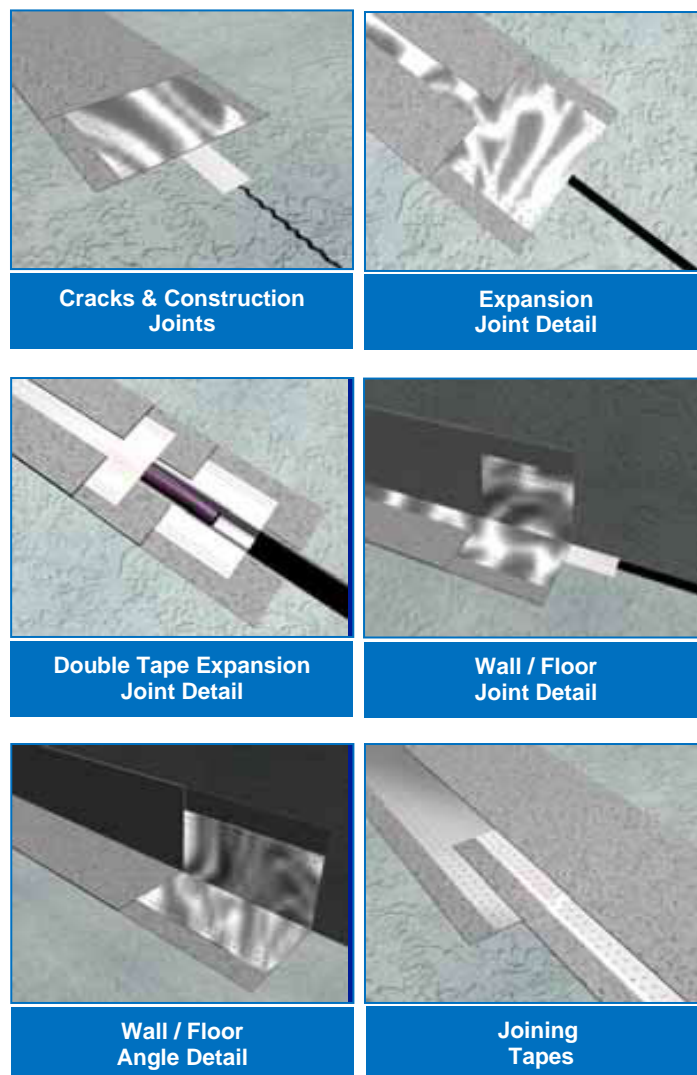 Cracks & Construction
Joints
Expansion
Joint Detail
Double Tape Expansion
Joint Detail
Wall / Floor
Joint Detail
Wall / Floor
Angle Detail
Joining
Tapes